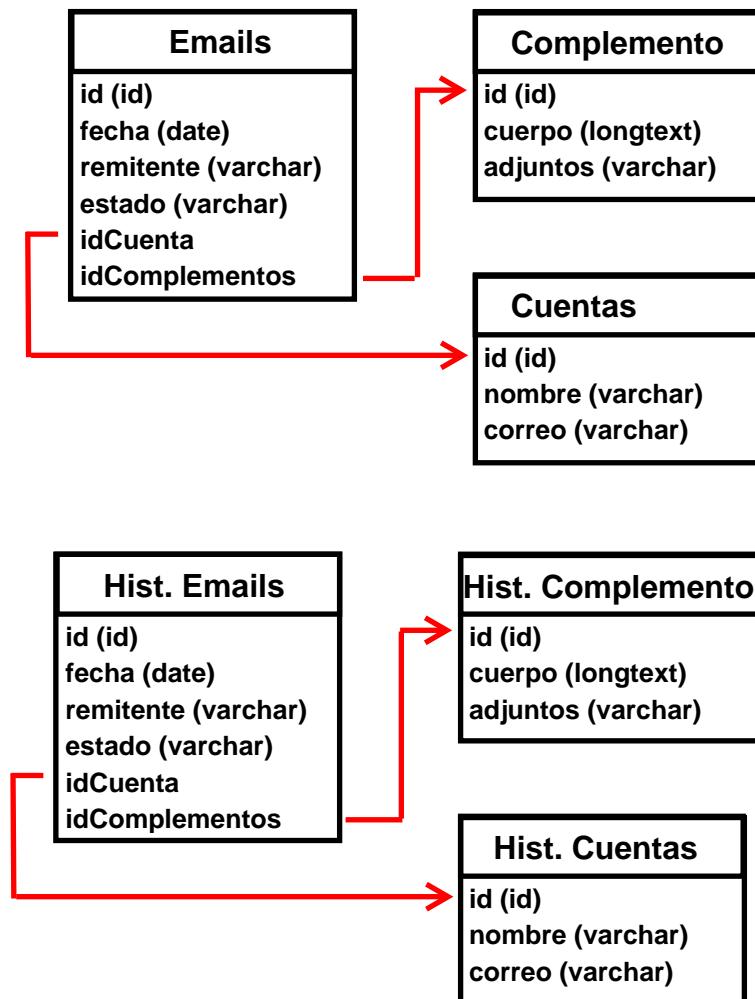 Emails
id (id)
fecha (date)
remitente (varchar)
estado (varchar)
idCuenta
idComplementos
Complemento
id (id)
cuerpo (longtext)
adjuntos (varchar)
Cuentas
id (id)
nombre (varchar)
correo (varchar)
Hist. Emails
id (id)
fecha (date)
remitente (varchar)
estado (varchar)
idCuenta
idComplementos
Hist. Complemento
id (id)
cuerpo (longtext)
adjuntos (varchar)
Hist. Cuentas
id (id)
nombre (varchar)
correo (varchar)